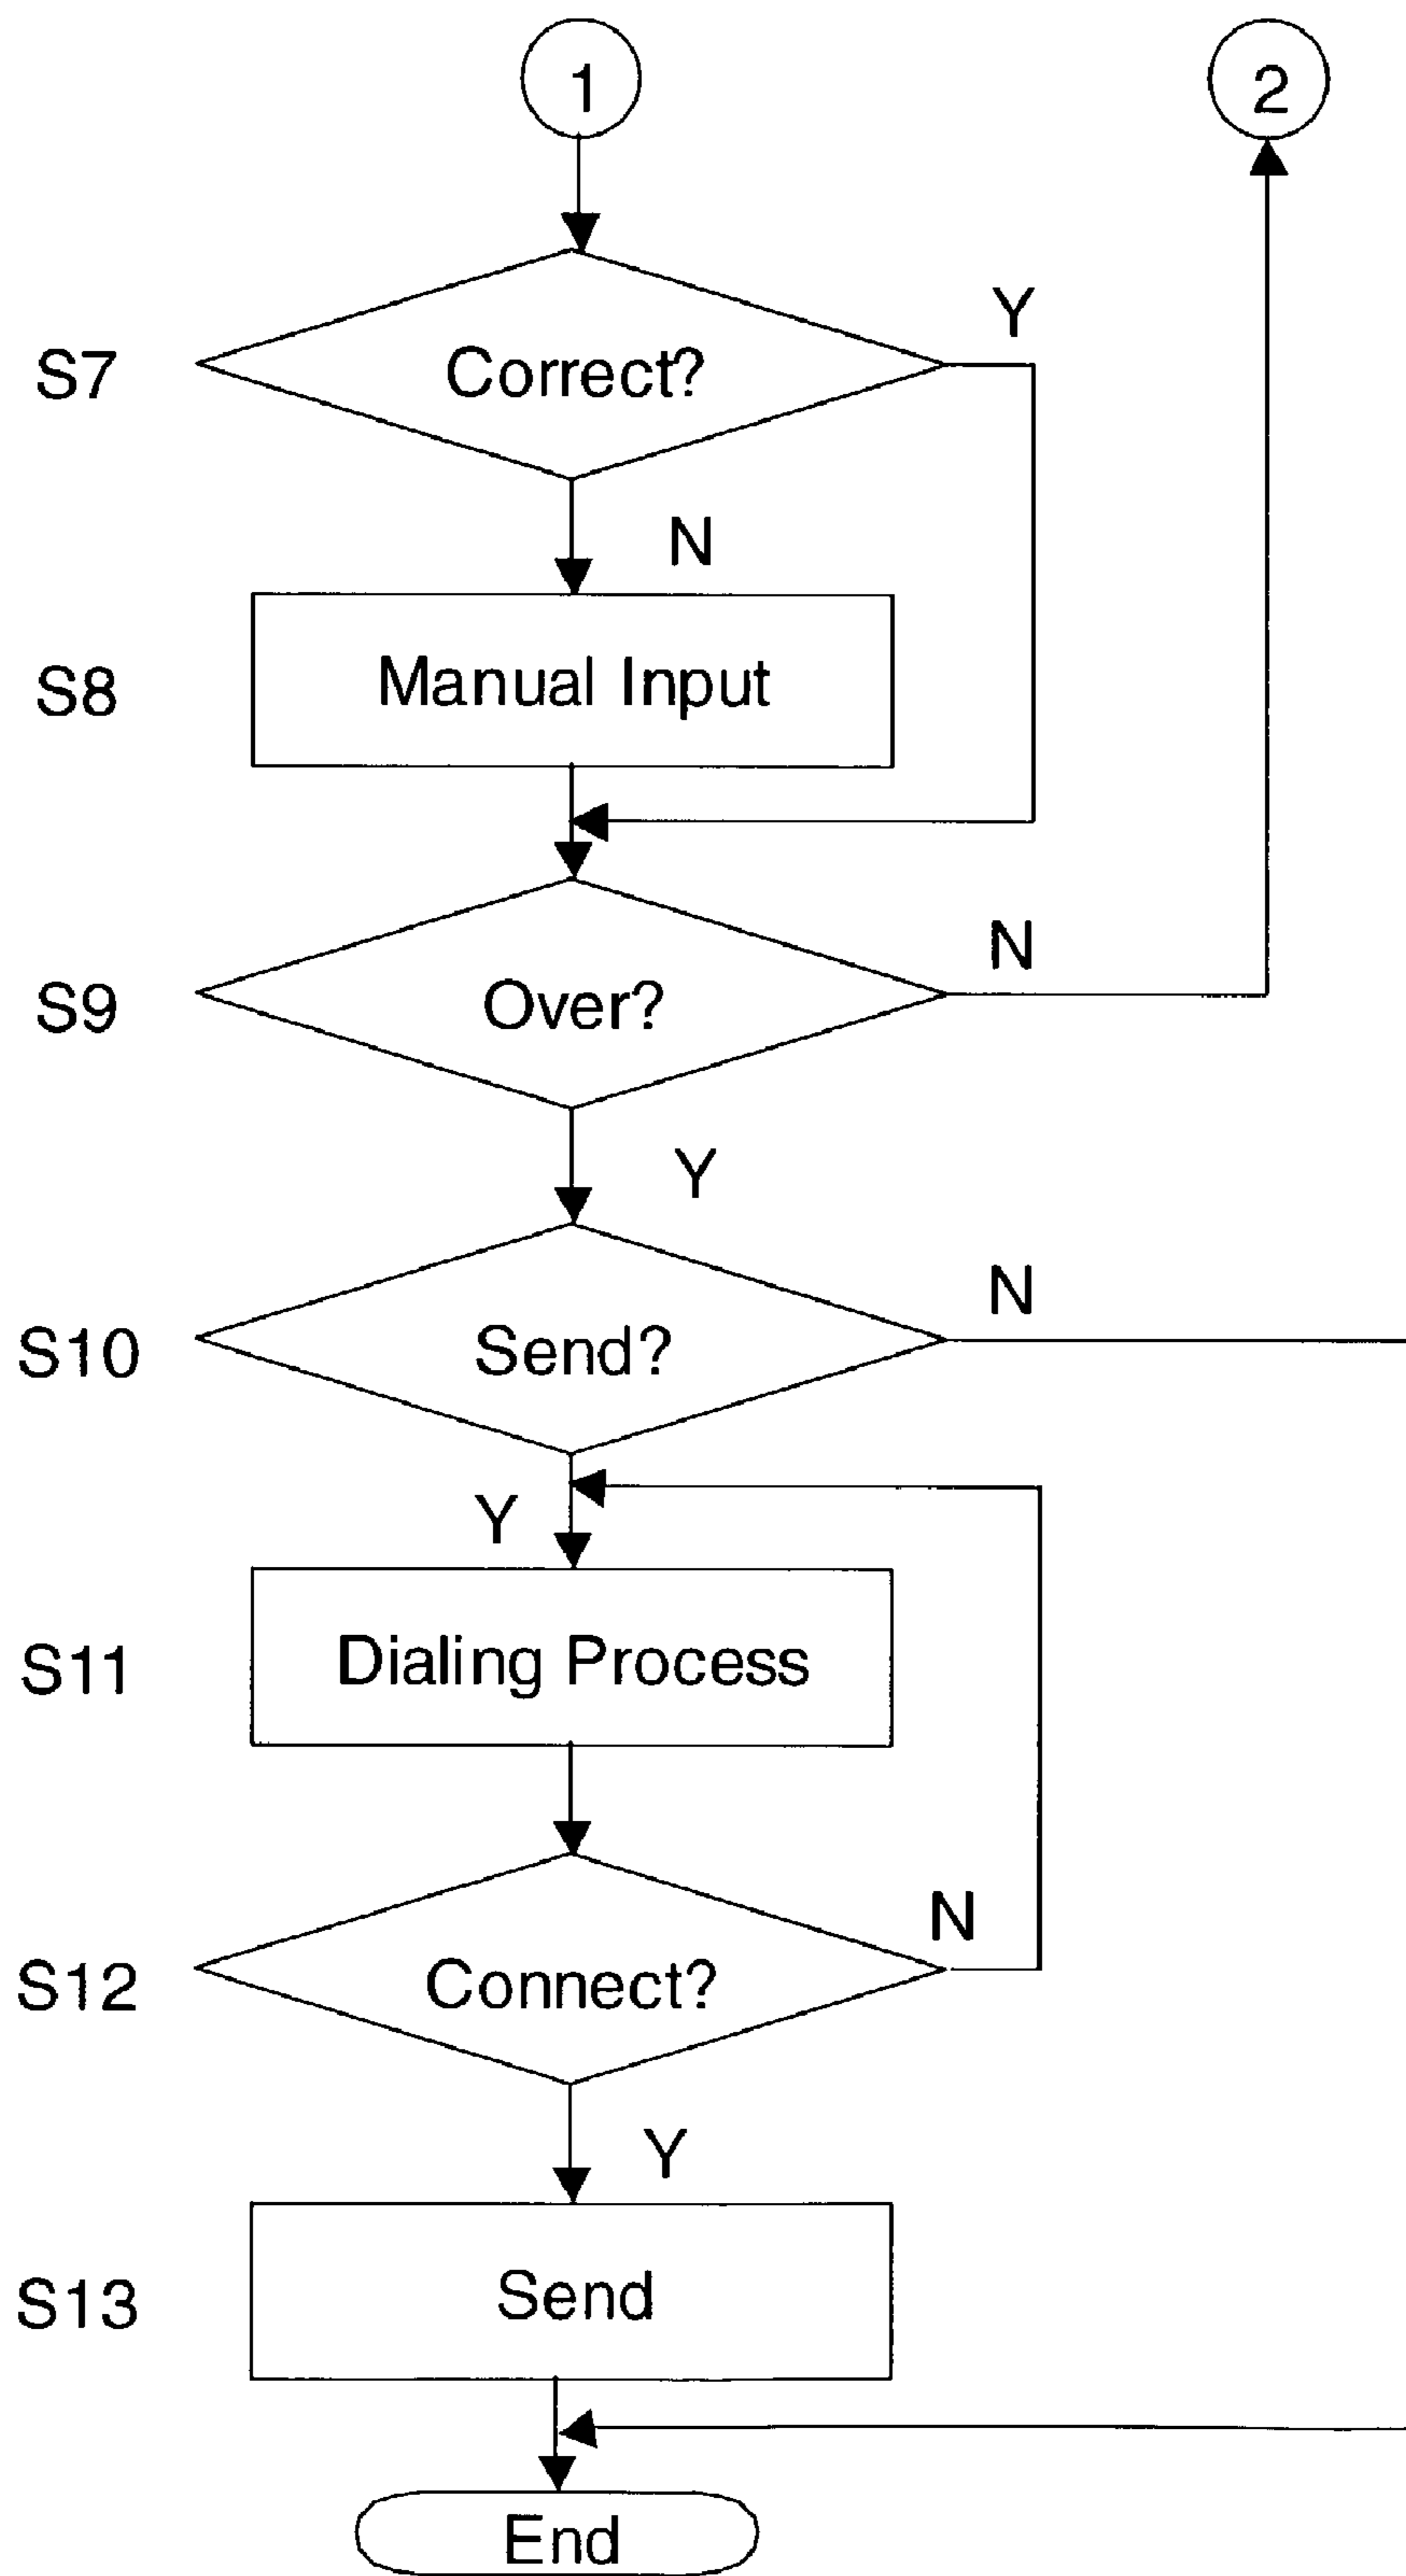 1
2
Y
S7
Correct?
N
S8
Manual Input
N
S9
Over?
Y
N
S10
Send?
Y
S11
Dialing Process
N
S12
Connect?
Y
S13
Send
End